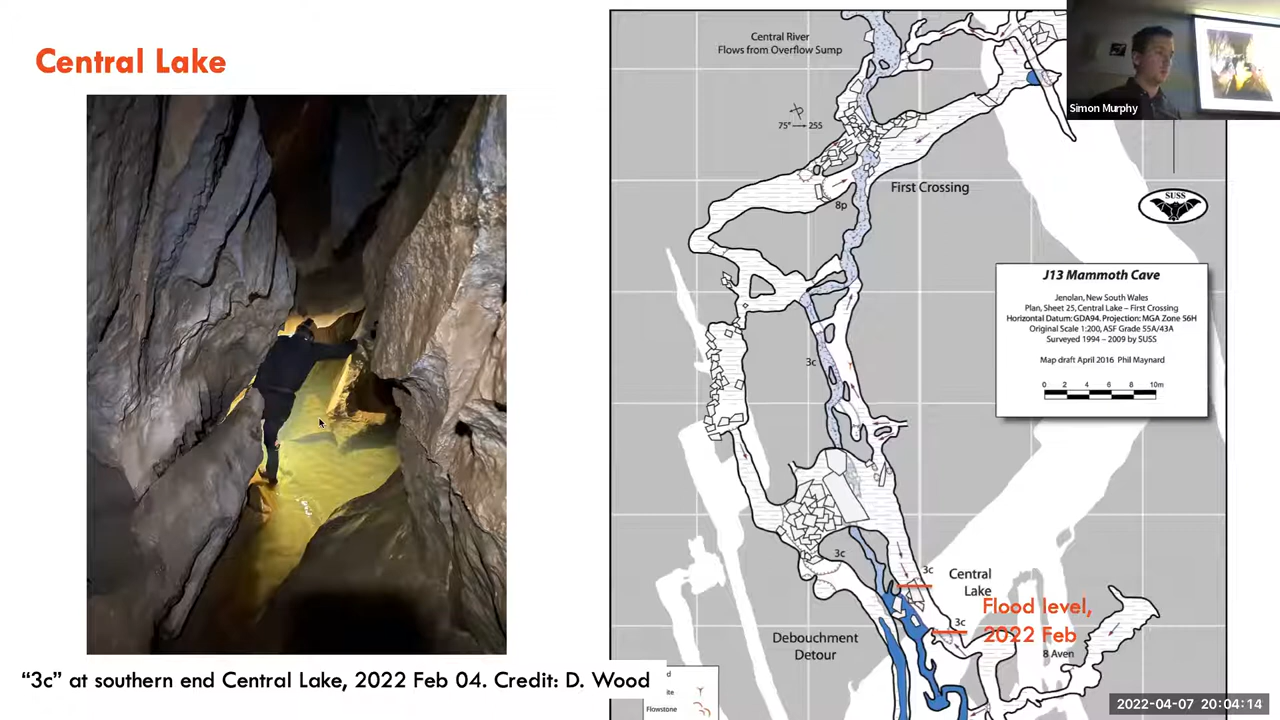 Central Lake
"3c" at southern end Central Lake, 2022 Feb 04. Credit: D. Wood
Central River
Flows from Overflow Sump
75° → 25S
First Crossing
8p
3c
3c
3c
Central
Lake
Flood level,
2022 Feb
3c
8 Aven
Debouchment
Detour
Flowstone
SUSS
J13 Mammoth Cave
Jenolan, New South Wales
Plan, Sheet 25, Central Lake – First Crossing
Horizontal Datum: GDA94. Projection: MGA Zone 56H
Original Scale 1:200, ASF Grade 55A/43A
Surveyed 1994 - 2009 by SUSS
Map draft April 2016 Phil Maynard
0 2 4 6 8 10m
Simon Murphy
2022-04-07 20:04:14